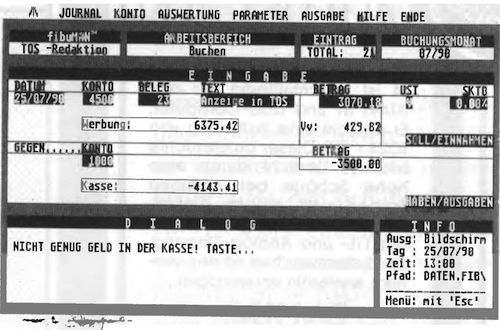 JOURNAL KONTO AUSWERTUNG PARAMETER AUSGABE HILFE ENDE
fibuMAN™ ARBEITSBEREICH EINTRAG BUCHUNGSMONAT
TOS -Redaktion Buchen TOTAL: 21 07/90
E I N G A B E
DATUM KONTO BELEG TEXT BETRAG UST SKTO
25/07/90 4500 23 Anzeige in TOS 3070.18 0.00%
Werbung: 6375.42 Vv: 429.82
SOLL/EINNAHMEN
GEGEN......KONTO BETRAG
1000 -3500.00
Kasse: -4143.41
HABEN/AUSGABEN
D I A L O G I N F O
NICHT GENUG GELD IN DER KASSE! TASTE...
Ausg: Bildschirm
Tag : 25/07/90
Zeit: 13:00
Pfad: DATEN.FIB\
Menü: mit 'Esc'